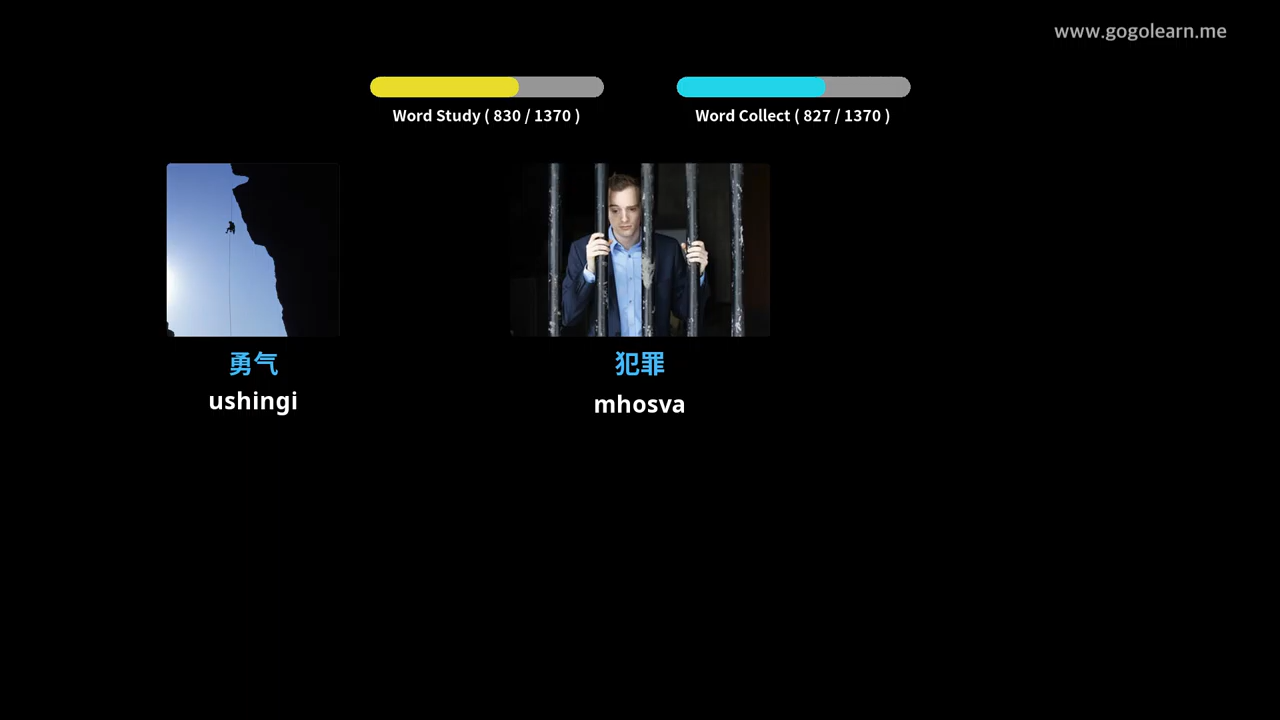 www.gogolearn.me
Word Study ( 830 / 1370 )
Word Collect ( 827 / 1370 )
勇气
ushingi
犯罪
mhosva